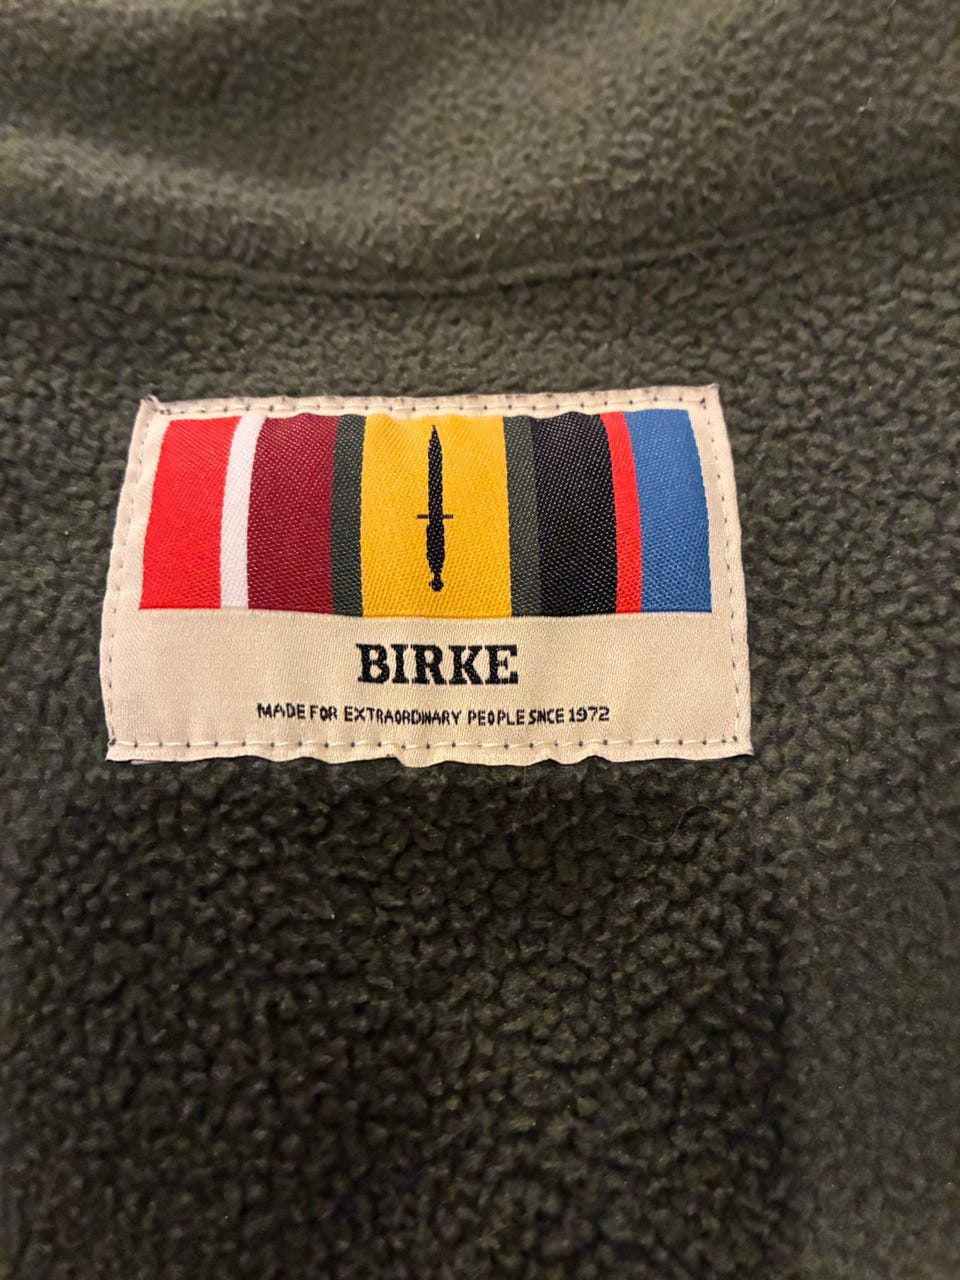 BIRKE
MADE FOR EXTRAORDINARY PEOPLE SINCE 1972